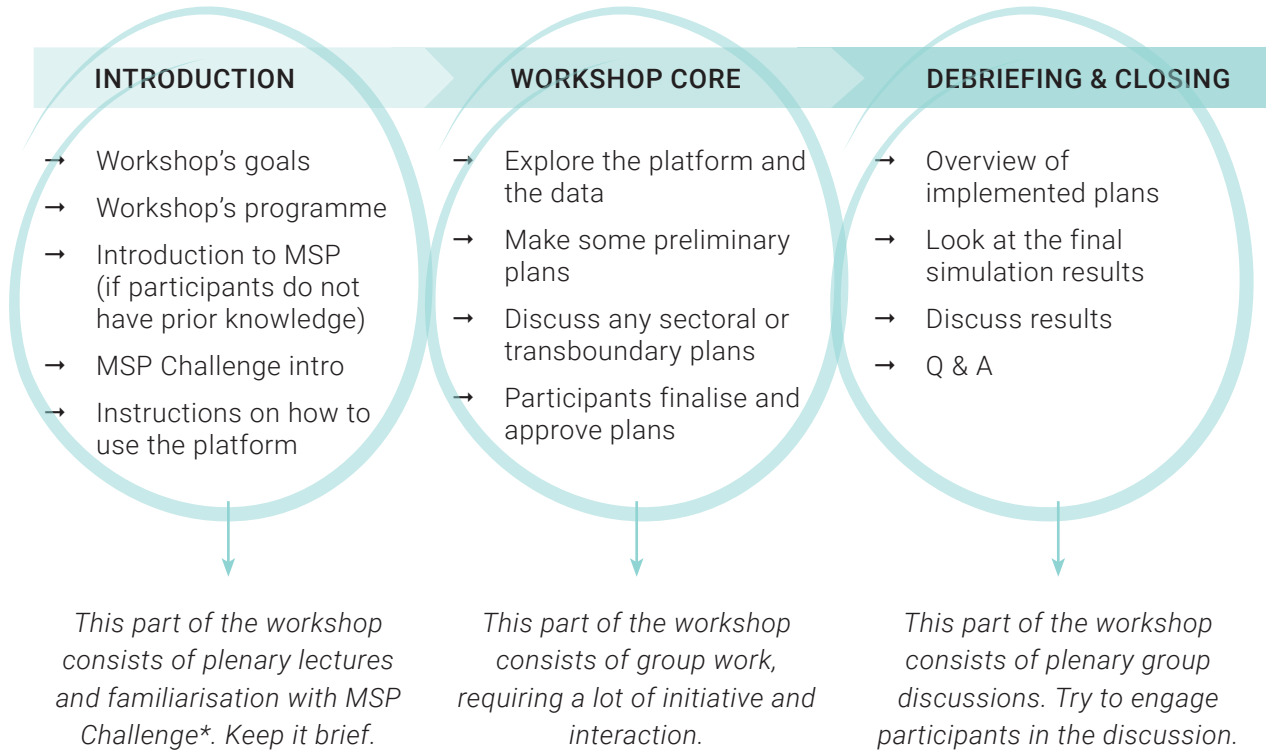 INTRODUCTION
→ Workshop's goals
→ Workshop's programme
→ Introduction to MSP
(if participants do not
have prior knowledge)
→ MSP Challenge intro
→ Instructions on how to
use the platform
This part of the workshop
consists of plenary lectures
and familiarisation with MSP
Challenge*. Keep it brief.
WORKSHOP CORE
→ Explore the platform and
the data
→ Make some preliminary
plans
→ Discuss any sectoral or
transboundary plans
→ Participants finalise and
approve plans
This part of the workshop
consists of group work,
requiring a lot of initiative and
interaction.
DEBRIEFING & CLOSING
→ Overview of
implemented plans
→ Look at the final
simulation results
→ Discuss results
→ Q & A
This part of the workshop
consists of plenary group
discussions. Try to engage
participants in the discussion.